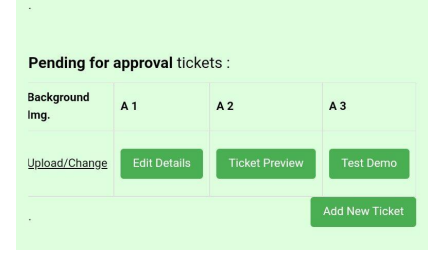 .
Pending for approval tickets :
Background Img. A 1 A 2 A 3
Upload/Change Edit Details Ticket Preview Test Demo
Add New Ticket
.